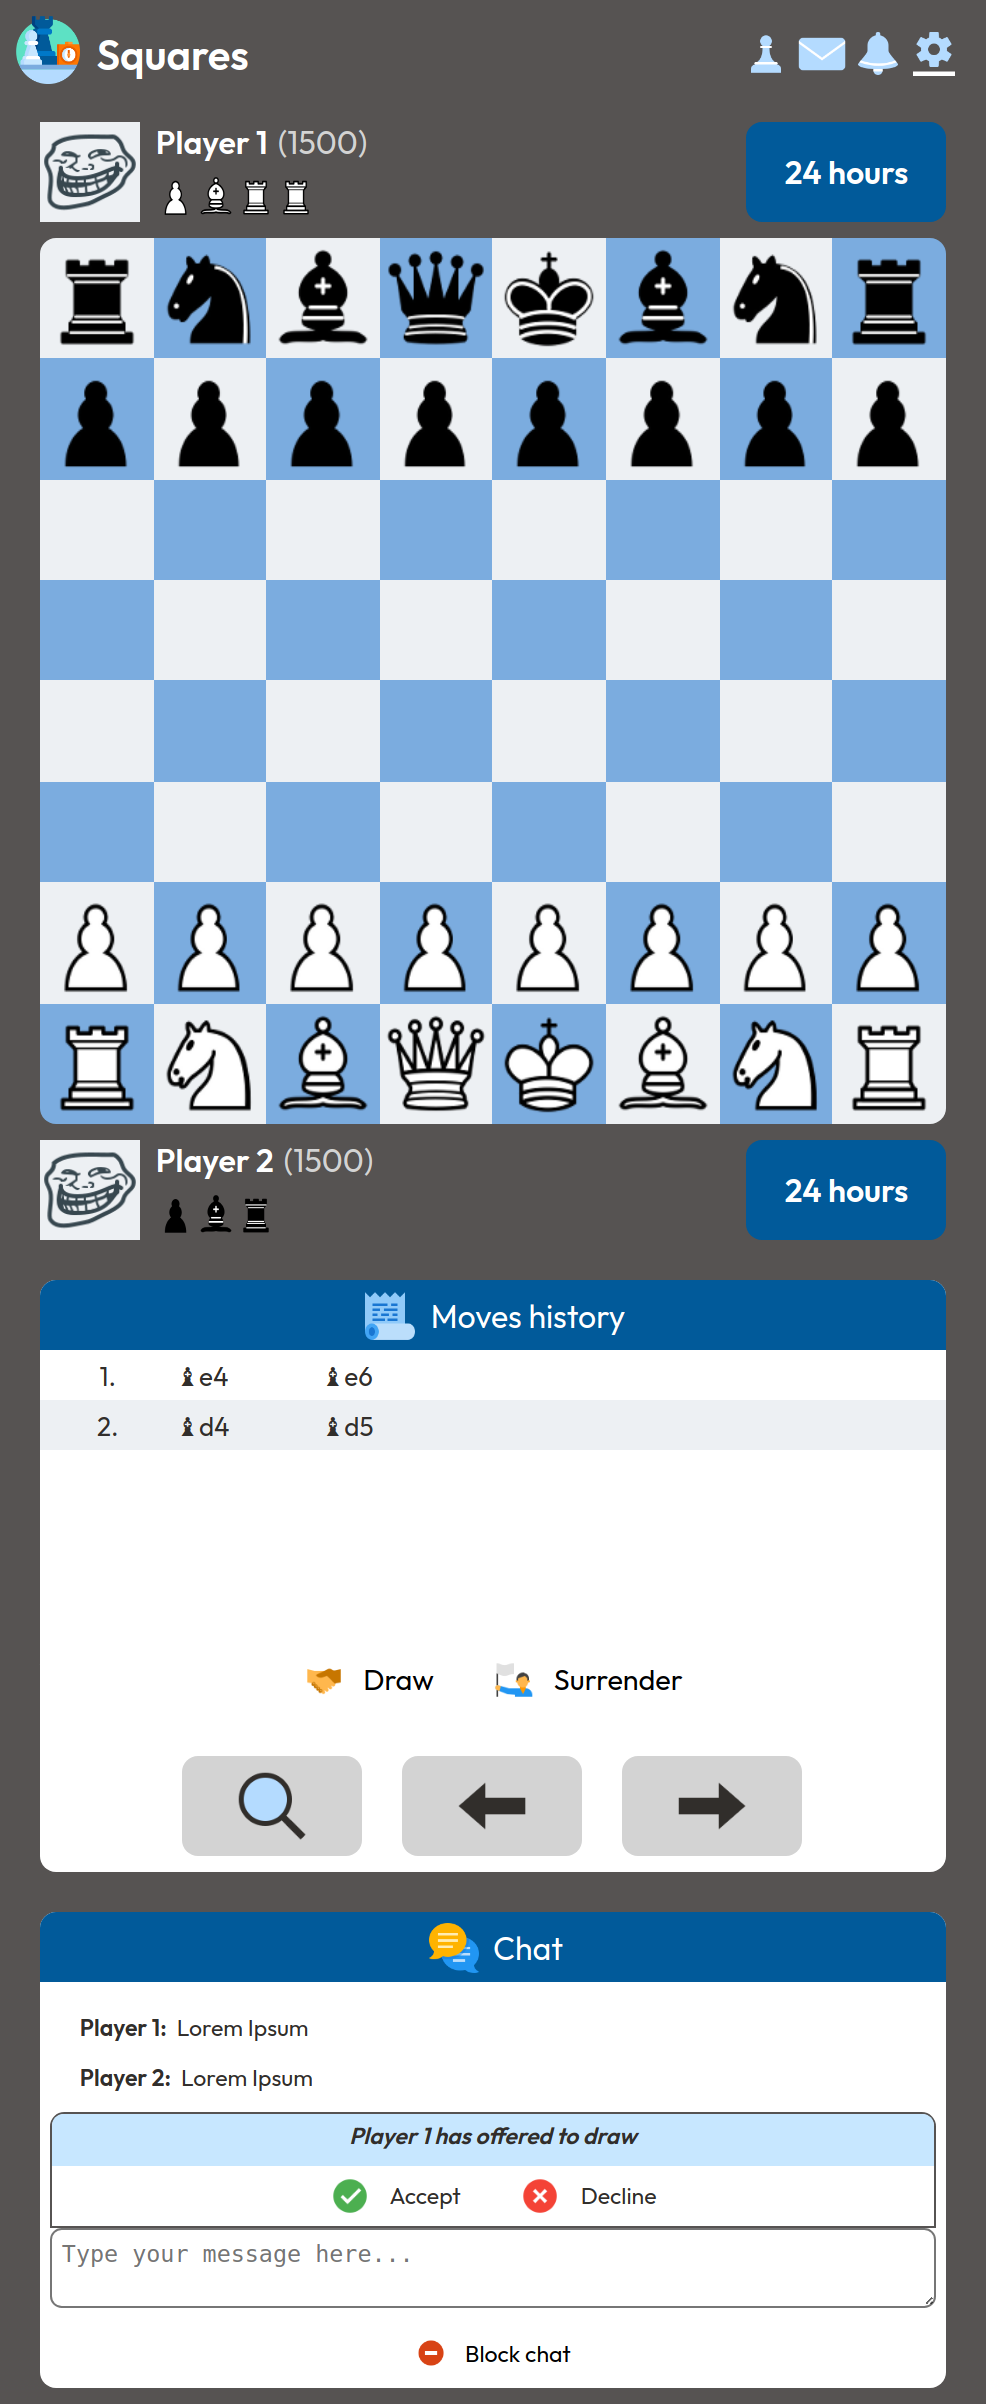 Squares
Player 1 (1500)
24 hours
Player 2 (1500)
24 hours
Moves history
1. ♝e4 ♝e6
2. ♝d4 ♝d5
Draw Surrender
Chat
Player 1: Lorem Ipsum
Player 2: Lorem Ipsum
Player 1 has offered to draw
Accept Decline
Type your message here...
Block chat